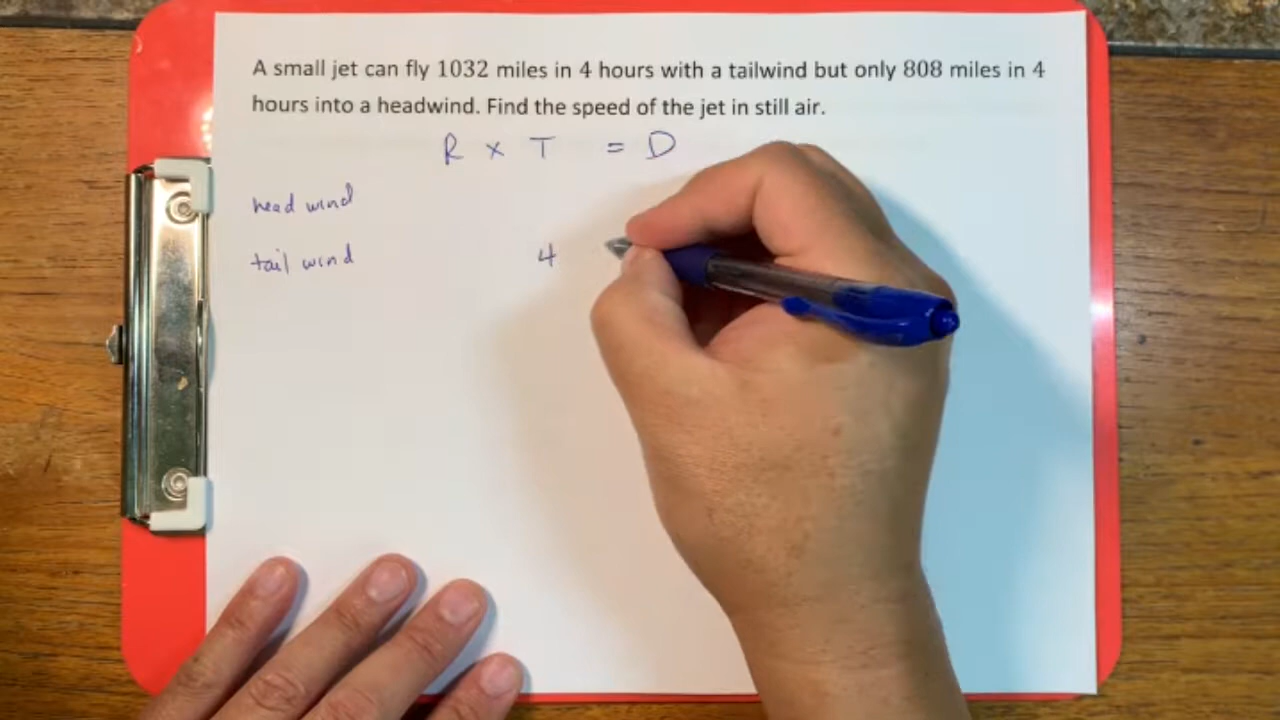 A small jet can fly 1032 miles in 4 hours with a tailwind but only 808 miles in 4
hours into a headwind. Find the speed of the jet in still air.
R × T = D
head wind
tail wind 4